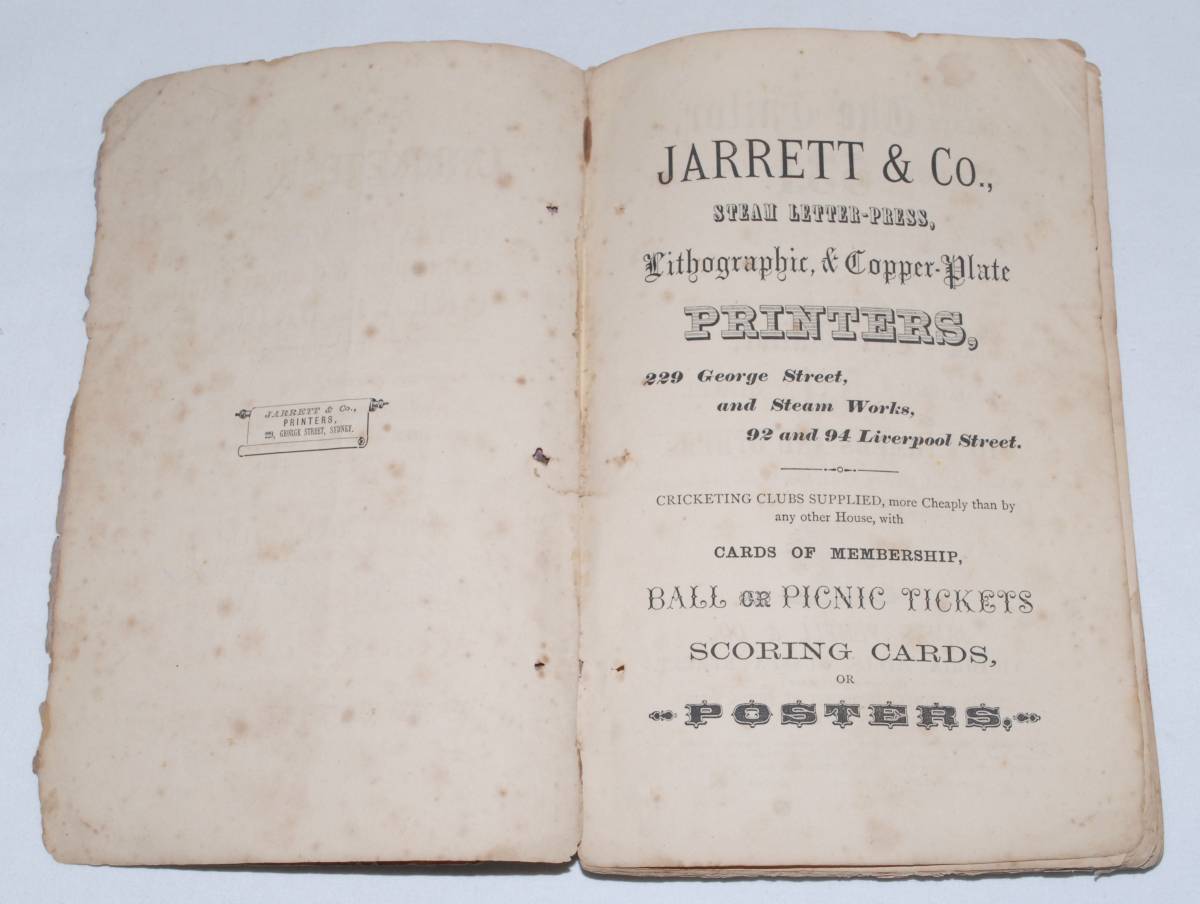 JARRETT & Co.,
PRINTERS,
229, GEORGE STREET, SYDNEY.
JARRETT & Co.,
STEAM LETTER-PRESS,
Lithographic, & Copper-Plate
PRINTERS,
229 George Street,
and Steam Works,
92 and 94 Liverpool Street.
CRICKETING CLUBS SUPPLIED, more Cheaply than by
any other House, with
CARDS OF MEMBERSHIP,
BALL OR PICNIC TICKETS
SCORING CARDS,
OR
POSTERS.